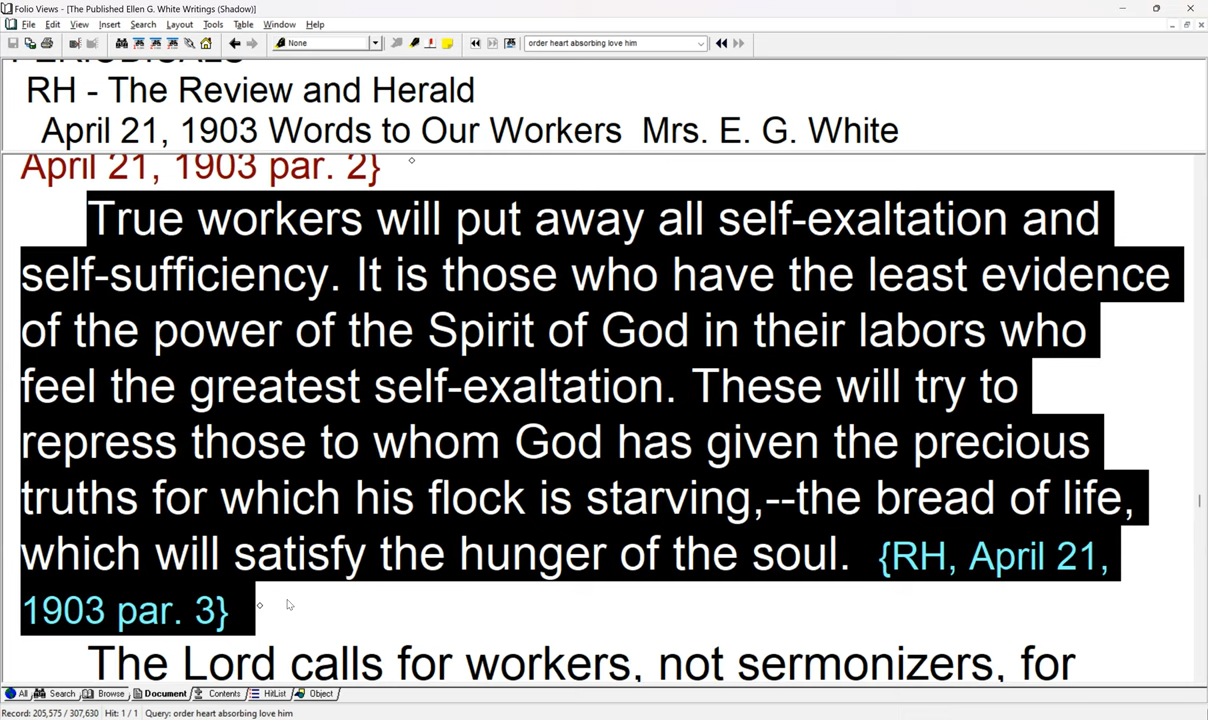 Folio Views - [The Published Ellen G. White Writings (Shadow)]
File Edit View Insert Search Layout Tools Table Window Help
None order heart absorbing love him
RH - The Review and Herald
April 21, 1903 Words to Our Workers Mrs. E. G. White
April 21, 1903 par. 2}
True workers will put away all self-exaltation and
self-sufficiency. It is those who have the least evidence
of the power of the Spirit of God in their labors who
feel the greatest self-exaltation. These will try to
repress those to whom God has given the precious
truths for which his flock is starving,--the bread of life,
which will satisfy the hunger of the soul. {RH, April 21,
1903 par. 3}
The Lord calls for workers, not sermonizers, for
All Search Browse Document Contents HitList Object
Record: 205,575 / 307,630 Hit: 1 / 1 Query: order heart absorbing love him